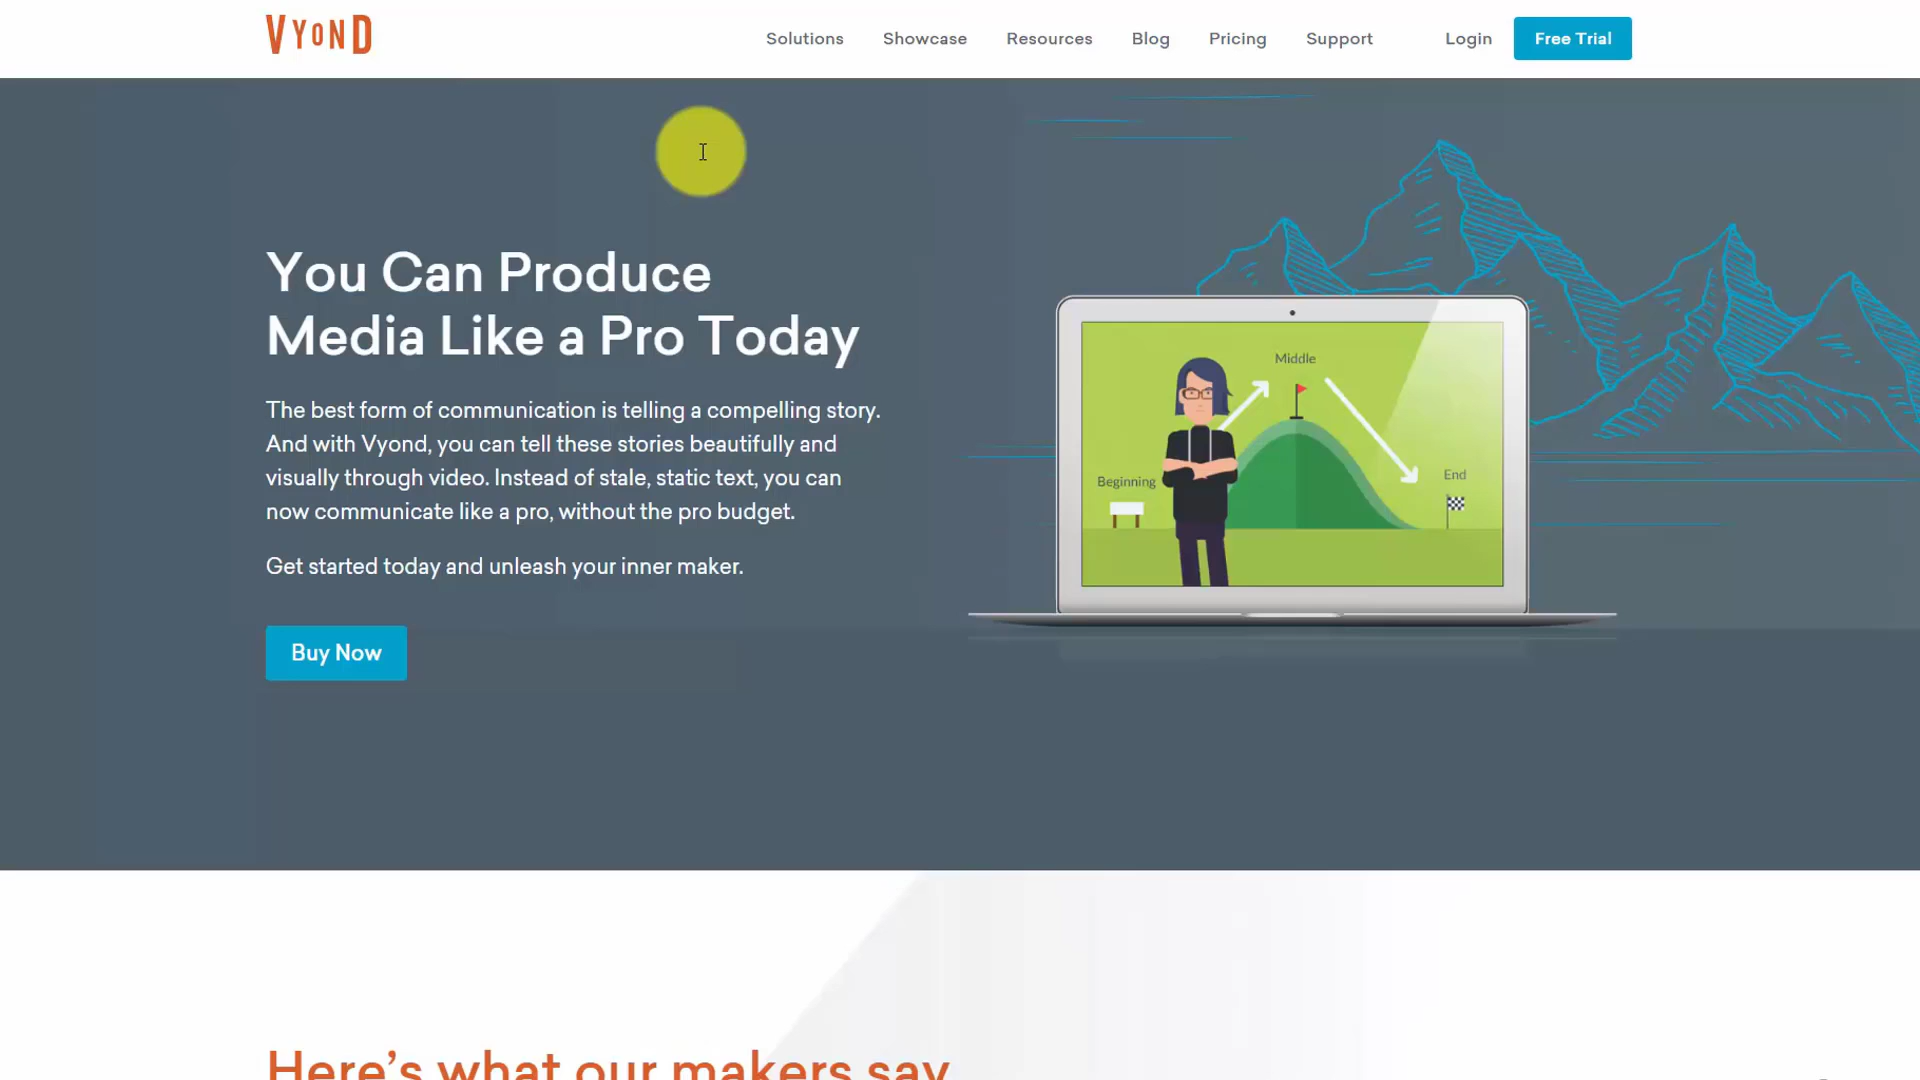 VYOND
Solutions
Showcase
Resources
Blog
Pricing
Support
Login
Free Trial
You Can Produce
Media Like a Pro Today
The best form of communication is telling a compelling story.
And with Vyond, you can tell these stories beautifully and
visually through video. Instead of stale, static text, you can
now communicate like a pro, without the pro budget.
Get started today and unleash your inner maker.
Buy Now
Middle
Beginning
End
Here's what our makers say